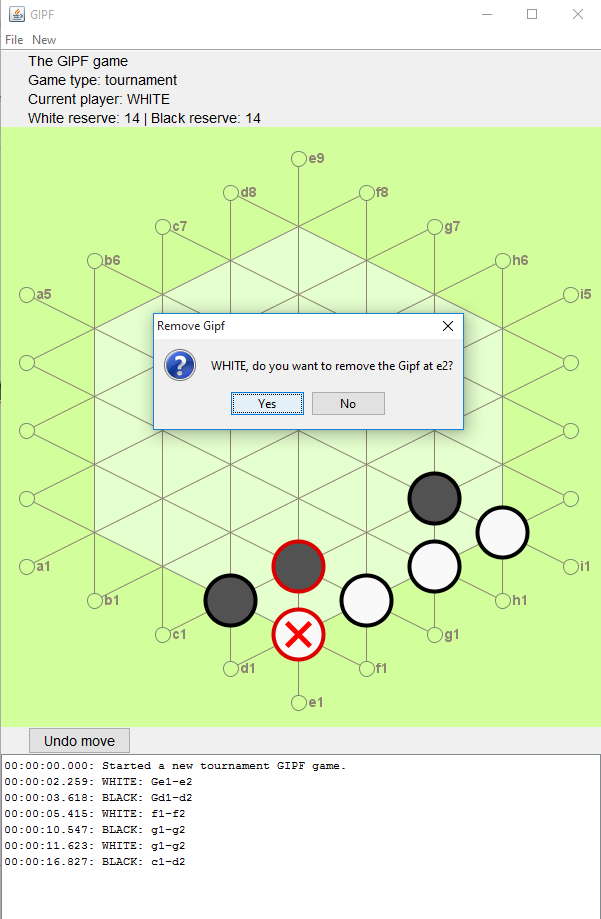 GIPF
File New
The GIPF game
Game type: tournament
Current player: WHITE
White reserve: 14 | Black reserve: 14
e9
d8 f8
c7 g7
b6 h6
a5 i5
Remove Gipf
WHITE, do you want to remove the Gipf at e2?
Yes No
a1 i1
b1 h1
c1 g1
d1 f1
e1
Undo move
00:00:00.000: Started a new tournament GIPF game.
00:00:02.259: WHITE: Ge1-e2
00:00:03.618: BLACK: Gd1-d2
00:00:05.415: WHITE: f1-f2
00:00:10.547: BLACK: g1-g2
00:00:11.623: WHITE: g1-g2
00:00:16.827: BLACK: c1-d2